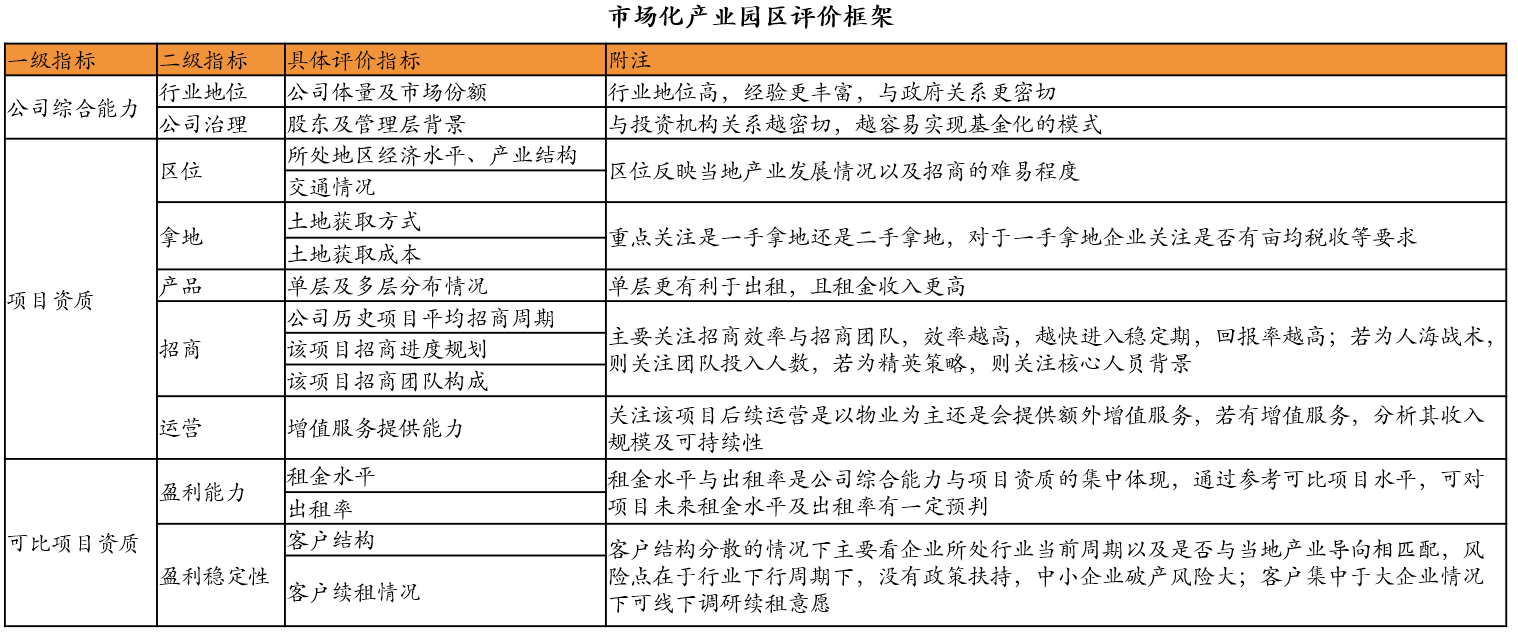 市场化产业园区评价框架
一级指标 二级指标 具体评价指标 附注
公司综合能力
行业地位 公司体量及市场份额 行业地位高，经验更丰富，与政府关系更密切
公司治理 股东及管理层背景 与投资机构关系越密切，越容易实现基金化的模式
项目资质
区位
所处地区经济水平、产业结构
交通情况
区位反映当地产业发展情况以及招商的难易程度
拿地
土地获取方式
土地获取成本
重点关注是一手拿地还是二手拿地，对于一手拿地企业关注是否有亩均税收等要求
产品 单层及多层分布情况 单层更有利于出租，且租金收入更高
招商
公司历史项目平均招商周期
该项目招商进度规划
该项目招商团队构成
主要关注招商效率与招商团队，效率越高，越快进入稳定期，回报率越高；若为人海战术，
则关注团队投入人数，若为精英策略，则关注核心人员背景
运营 增值服务提供能力
关注该项目后续运营是以物业为主还是会提供额外增值服务，若有增值服务，分析其收入
规模及可持续性
可比项目资质
盈利能力
租金水平
出租率
租金水平与出租率是公司综合能力与项目资质的集中体现，通过参考可比项目水平，可对
项目未来租金水平及出租率有一定预判
盈利稳定性
客户结构
客户续租情况
客户结构分散的情况下主要看企业所处行业当前周期以及是否与当地产业导向相匹配，风
险点在于行业下行周期下，没有政策扶持，中小企业破产风险大；客户集中于大企业情况
下可线下调研续租意愿